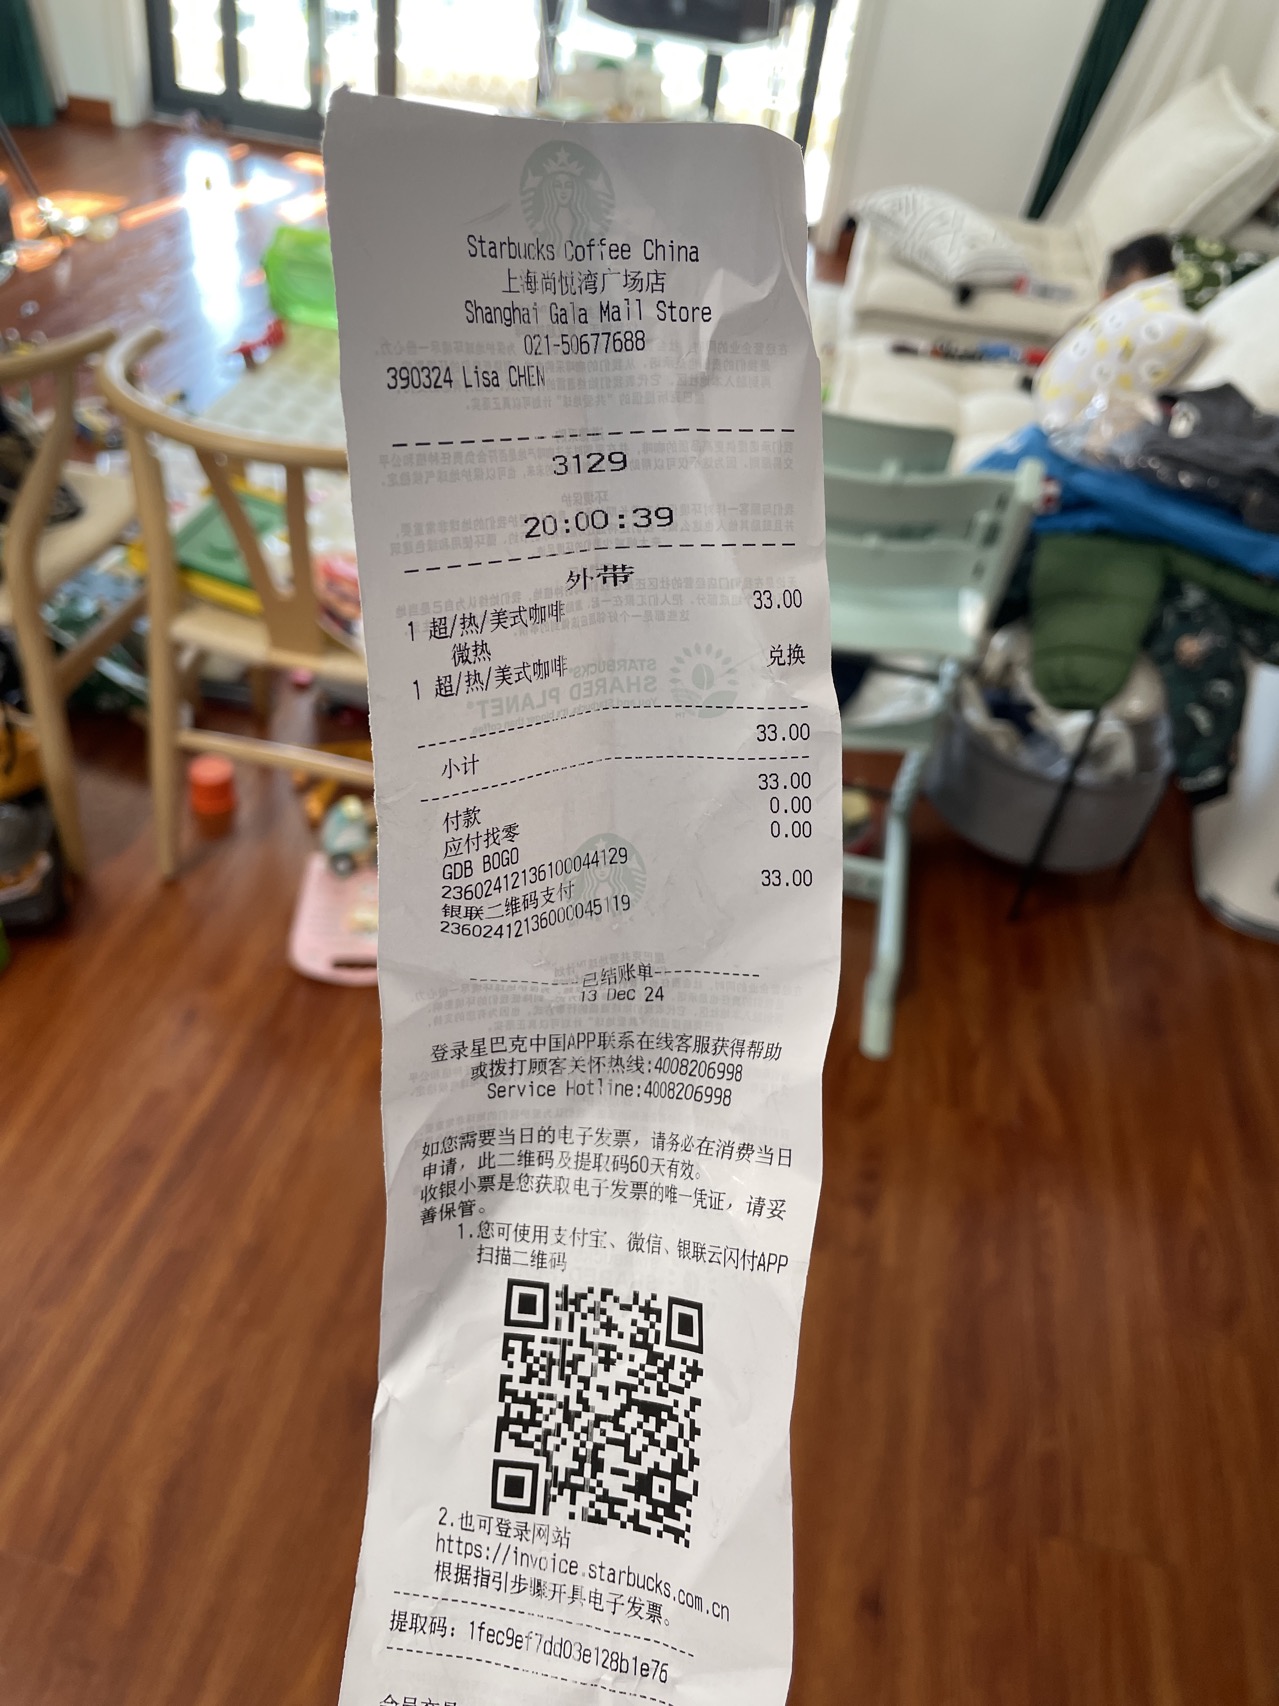 Starbucks Coffee China
上海尚悦湾广场店
Shanghai Gala Mall Store
021-50677688
390324 Lisa CHEN
3129
20:00:39
外带
1 超/热/美式咖啡 33.00
微热
1 超/热/美式咖啡 兑换
小计 33.00
付款 33.00
应付找零 0.00
GDB BOGO 0.00
23602412136100044129
银联二维码支付 33.00
23602412136000045119
已结账单
13 Dec 24
登录星巴克中国APP联系在线客服获得帮助
或拨打顾客关怀热线:4008206998
Service Hotline:4008206998
如您需要当日的电子发票，请务必在消费当日
申请，此二维码及提取码60天有效。
收银小票是您获取电子发票的唯一凭证，请妥
善保管。
1.您可使用支付宝、微信、银联云闪付APP
扫描二维码
2.也可登录网站
https://invoice.starbucks.com.cn
根据指引步骤开具电子发票。
提取码: 1fec9ef7dd03e128b1e76
STARBUCKS
SHARED PLANET